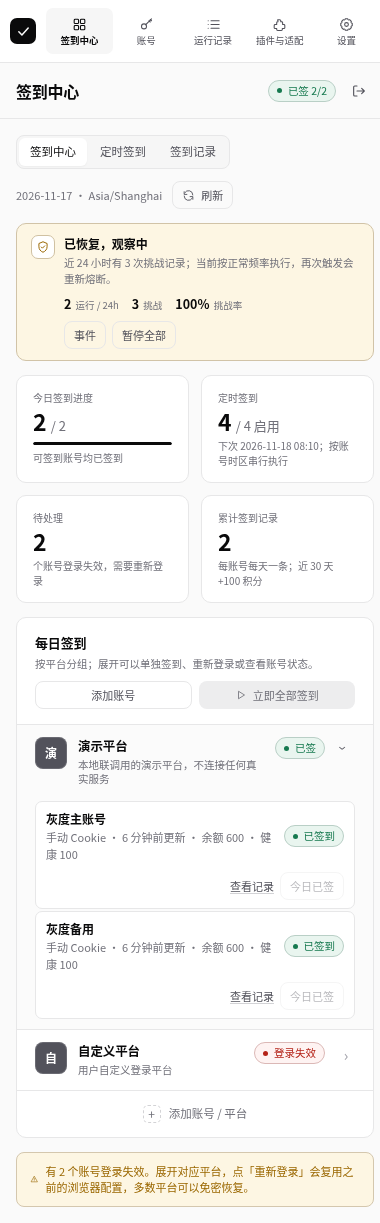 签到中心
账号
运行记录
插件与适配
设置
签到中心
已签 2/2
签到中心
定时签到
签到记录
2026-11-17 • Asia/Shanghai
刷新
已恢复，观察中
近 24 小时有 3 次挑战记录；当前按正常频率执行，再次触发会
重新熔断。
2 运行 / 24h 3 挑战 100% 挑战率
事件
暂停全部
今日签到进度
2 / 2
可签到账号均已签到
定时签到
4 / 4 启用
下次 2026-11-18 08:10；按账
号时区串行执行
待处理
2
个账号登录失效，需要重新登
录
累计签到记录
2
每账号每天一条；近 30 天
+100 积分
每日签到
按平台分组；展开可以单独签到、重新登录或查看账号状态。
添加账号
立即全部签到
演
演示平台
已签
本地联调用的演示平台，不连接任何真
实服务
灰度主账号
手动 Cookie • 6 分钟前更新 • 余额 600 • 健
康 100
已签到
查看记录
今日已签
灰度备用
手动 Cookie • 6 分钟前更新 • 余额 600 • 健
康 100
已签到
查看记录
今日已签
自
自定义平台
用户自定义登录平台
登录失效
+ 添加账号 / 平台
有 2 个账号登录失效。展开对应平台，点「重新登录」会复用之
前的浏览器配置，多数平台可以免密恢复。